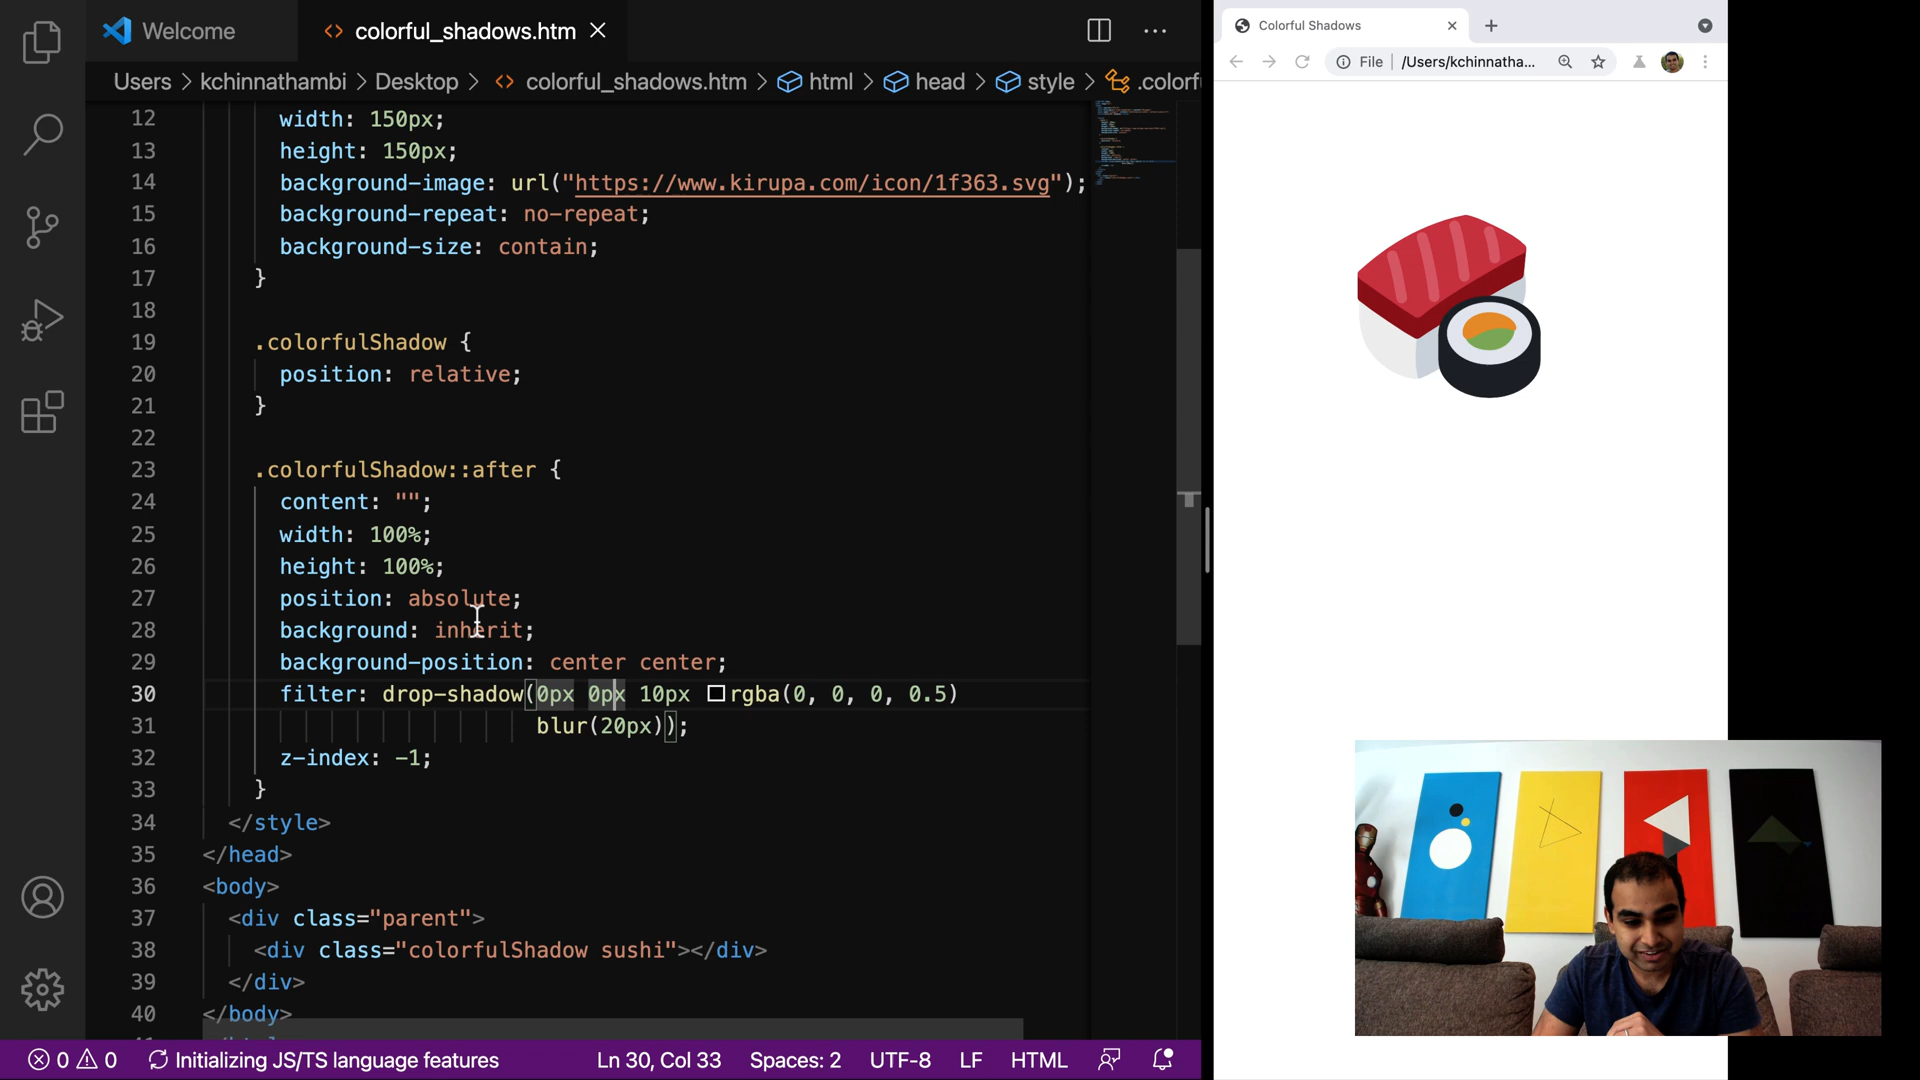 Welcome
colorful_shadows.htm
Users > kchinnathambi > Desktop > colorful_shadows.htm > html > head > style > .colorfu
12 width: 150px;
13 height: 150px;
14 background-image: url("https://www.kirupa.com/icon/1f363.svg");
15 background-repeat: no-repeat;
16 background-size: contain;
17 }
18
19 .colorfulShadow {
20 position: relative;
21 }
22
23 .colorfulShadow::after {
24 content: "";
25 width: 100%;
26 height: 100%;
27 position: absolute;
28 background: inherit;
29 background-position: center center;
30 filter: drop-shadow(0px 0px 10px rgba(0, 0, 0, 0.5)
31 blur(20px));
32 z-index: -1;
33 }
34 </style>
35 </head>
36 <body>
37 <div class="parent">
38 <div class="colorfulShadow sushi"></div>
39 </div>
40 </body>
0 0 Initializing JS/TS language features Ln 30, Col 33 Spaces: 2 UTF-8 LF HTML
Colorful Shadows
File | /Users/kchinnatha...